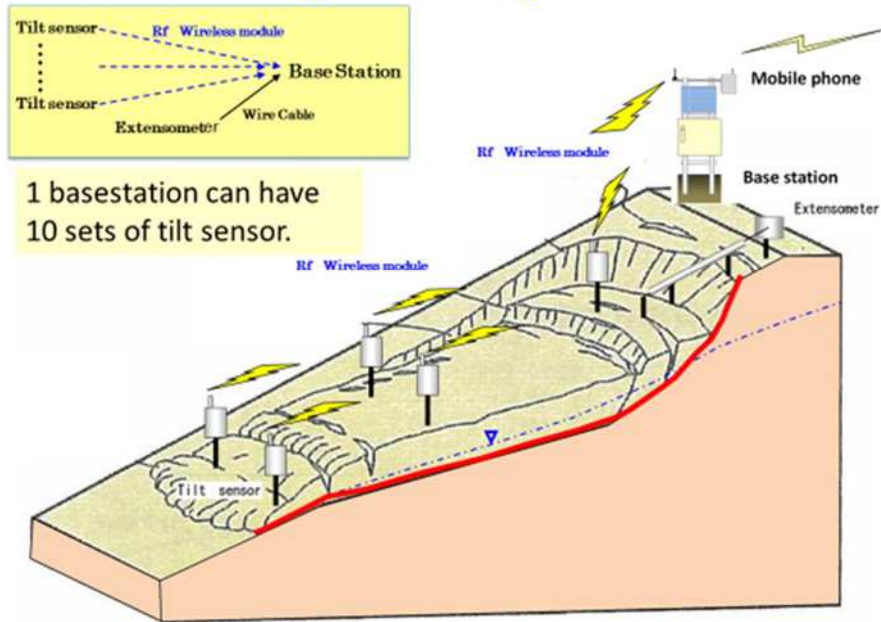 Tilt sensor
Rf Wireless module
Base Station
Tilt sensor
Extensometer
Wire Cable
1 basestation can have
10 sets of tilt sensor.
Mobile phone
Rf Wireless module
Base station
Extensometer
Rf Wireless module
Tilt sensor